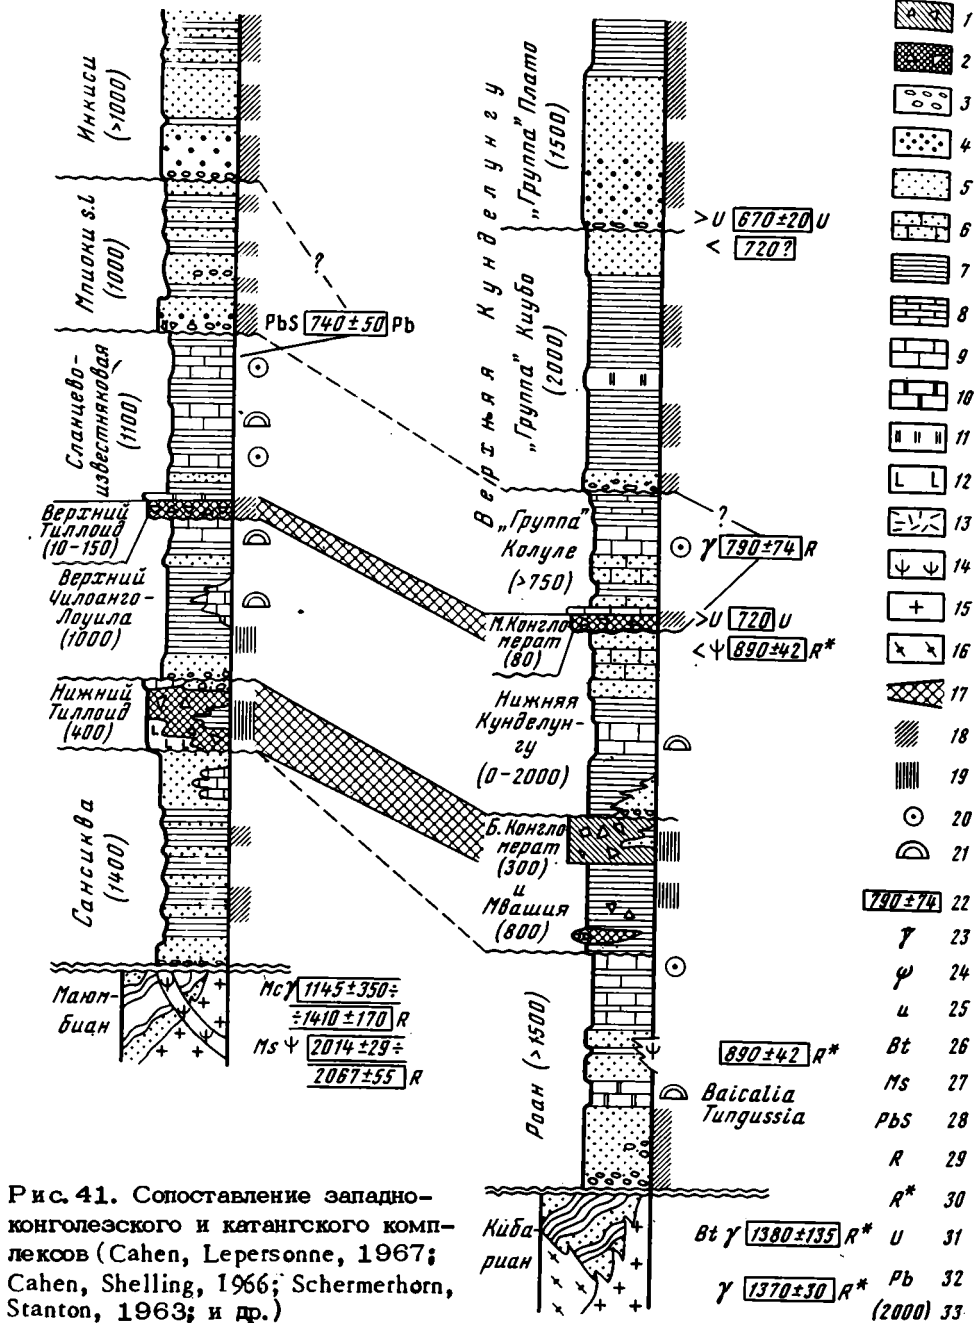 Инкиси
(>1000)
Мпиоки s.l
(1000)
Сланцево-
известняковая
(1100)
Верхний
Тиллоид
(10-150)
Верхний
Чилоанго-
Лоуила
(1000)
Нижний
Тиллоид
(400)
Сансиква
(1400)
Маюм-
биан
?
PbS 740±50 Pb
Mcγ 1145±350÷
÷1410±170 R
Ms ψ 2014±29÷
2067±55 R
Верхняя Кунделунгу
„Группа" Плато
(1500)
„Группа" Киубо
(2000)
„Группа"
Колуле
(>750)
М.Конгло
мерат
(80)
Нижняя
Кунделун-
гу
(0-2000)
Б. Конгло
мерат
(300)
и
Мвашия
(800)
Роан (>1500)
Киба-
риан
>U 670±20 U
< 720?
?
γ 790±74 R
>U 720 U
<ψ 890±42 R*
890±42 R*
Baicalia
Tungussia
Bt γ 1380±135 R*
γ 1370±30 R*
1
2
3
4
5
6
7
8
9
10
11
12
13
14
15
16
17
18
19
20
21
790±74 22
γ 23
ψ 24
u 25
Bt 26
Ms 27
PbS 28
R 29
R* 30
U 31
Pb 32
(2000) 33
Рис. 41. Сопоставление западно-
конголезского и катангского комп-
лексов (Cahen, Lepersonne, 1967;
Cahen, Shelling, 1966; Schermerhorn,
Stanton, 1963; и др.)